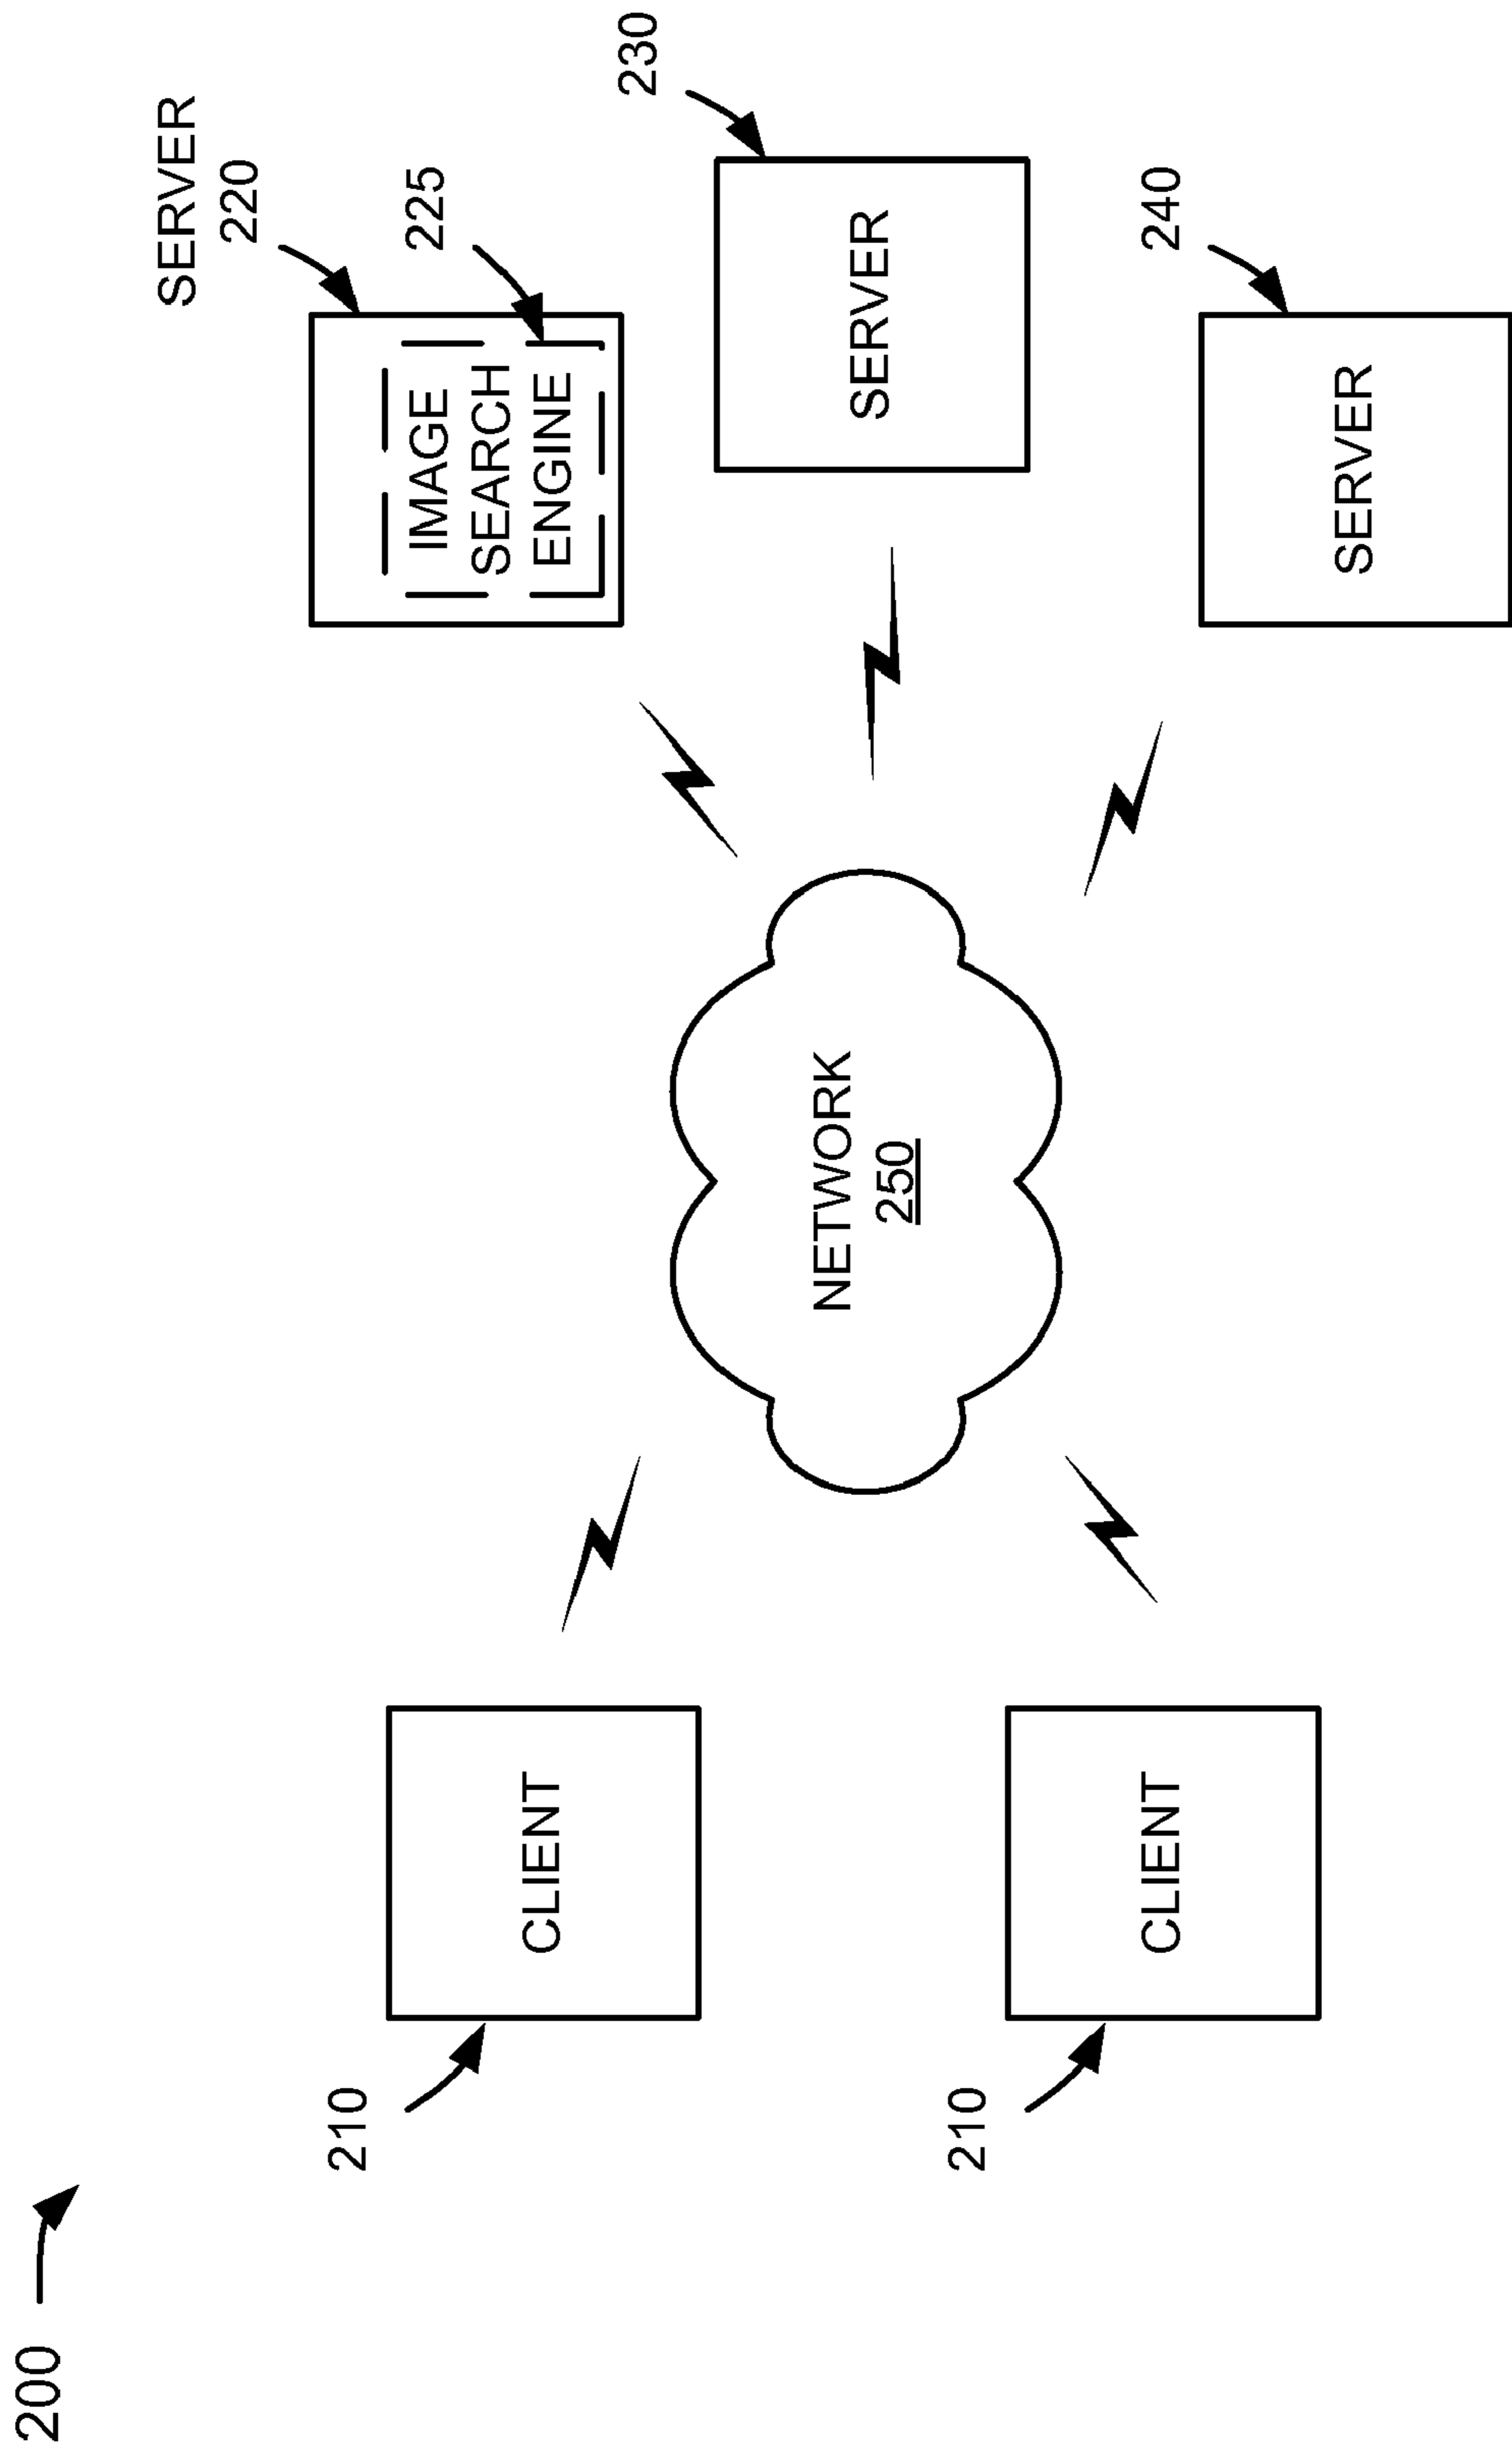 200
SERVER
220
225
IMAGE
SEARCH
ENGINE
210
CLIENT
230
NETWORK
250
SERVER
210
CLIENT
240
SERVER